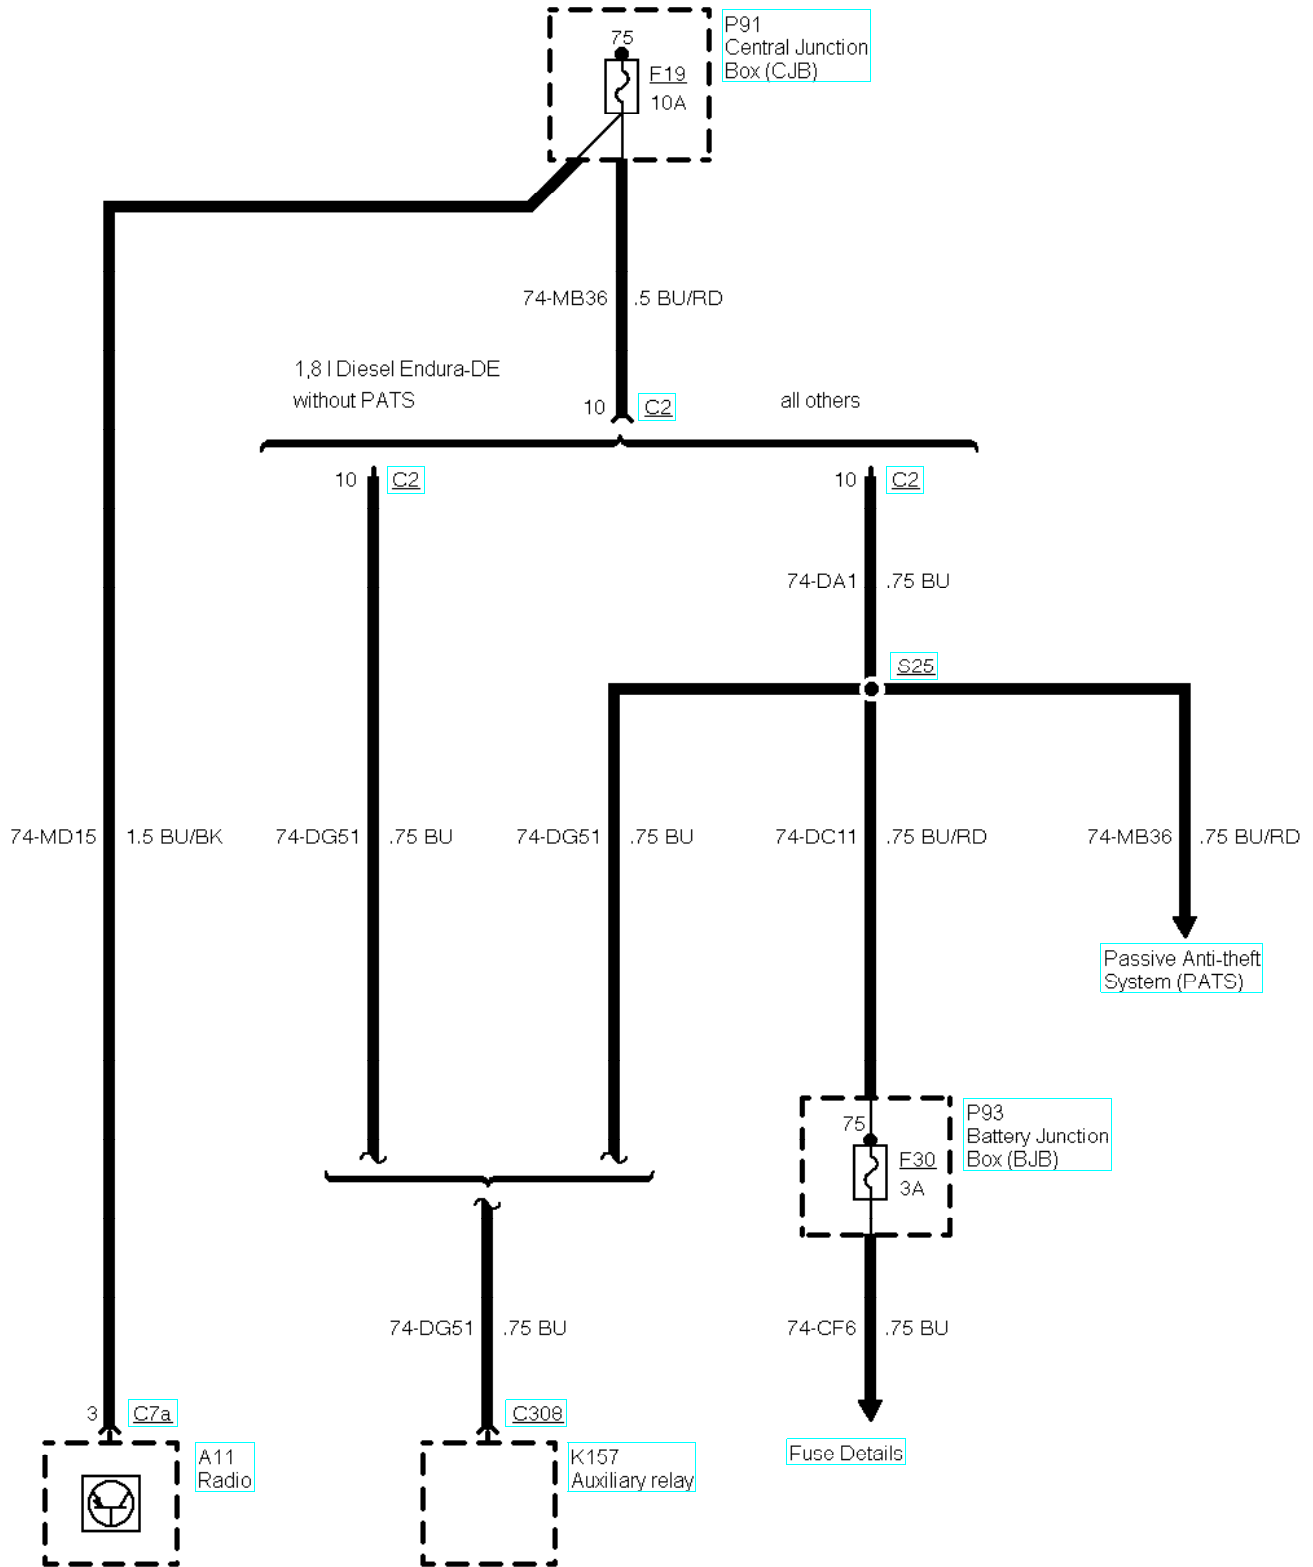 P91
Central Junction
Box (CJB)
75
F19
10A
74-MB36 .5 BU/RD
1,8 l Diesel Endura-DE
without PATS
10 C2
all others
10 C2
10 C2
74-DA1 .75 BU
S25
74-MD15 1.5 BU/BK
74-DG51 .75 BU
74-DG51 .75 BU
74-DC11 .75 BU/RD
74-MB36 .75 BU/RD
Passive Anti-theft
System (PATS)
75
F30
3A
P93
Battery Junction
Box (BJB)
74-DG51 .75 BU
74-CF6 .75 BU
3 C7a
C308
A11
Radio
K157
Auxiliary relay
Fuse Details